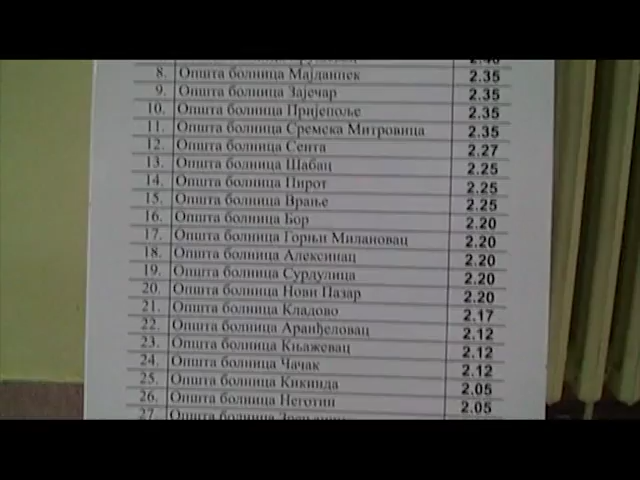 8. Општа болница Мајданпек 2.35
9. Општа болница Зајечар 2.35
10. Општа болница Пријепоље 2.35
11. Општа болница Сремска Митровица 2.35
12. Општа болница Сента 2.27
13. Општа болница Шабац 2.25
14. Општа болница Пирот 2.25
15. Општа болница Врање 2.25
16. Општа болница Бор 2.20
17. Општа болница Горњи Милановац 2.20
18. Општа болница Алексинац 2.20
19. Општа болница Сурдулица 2.20
20. Општа болница Нови Пазар 2.20
21. Општа болница Кладово 2.17
22. Општа болница Аранђеловац 2.12
23. Општа болница Књажевац 2.12
24. Општа болница Чачак 2.12
25. Општа болница Кикинда 2.05
26. Општа болница Неготин 2.05
27. Општа болница